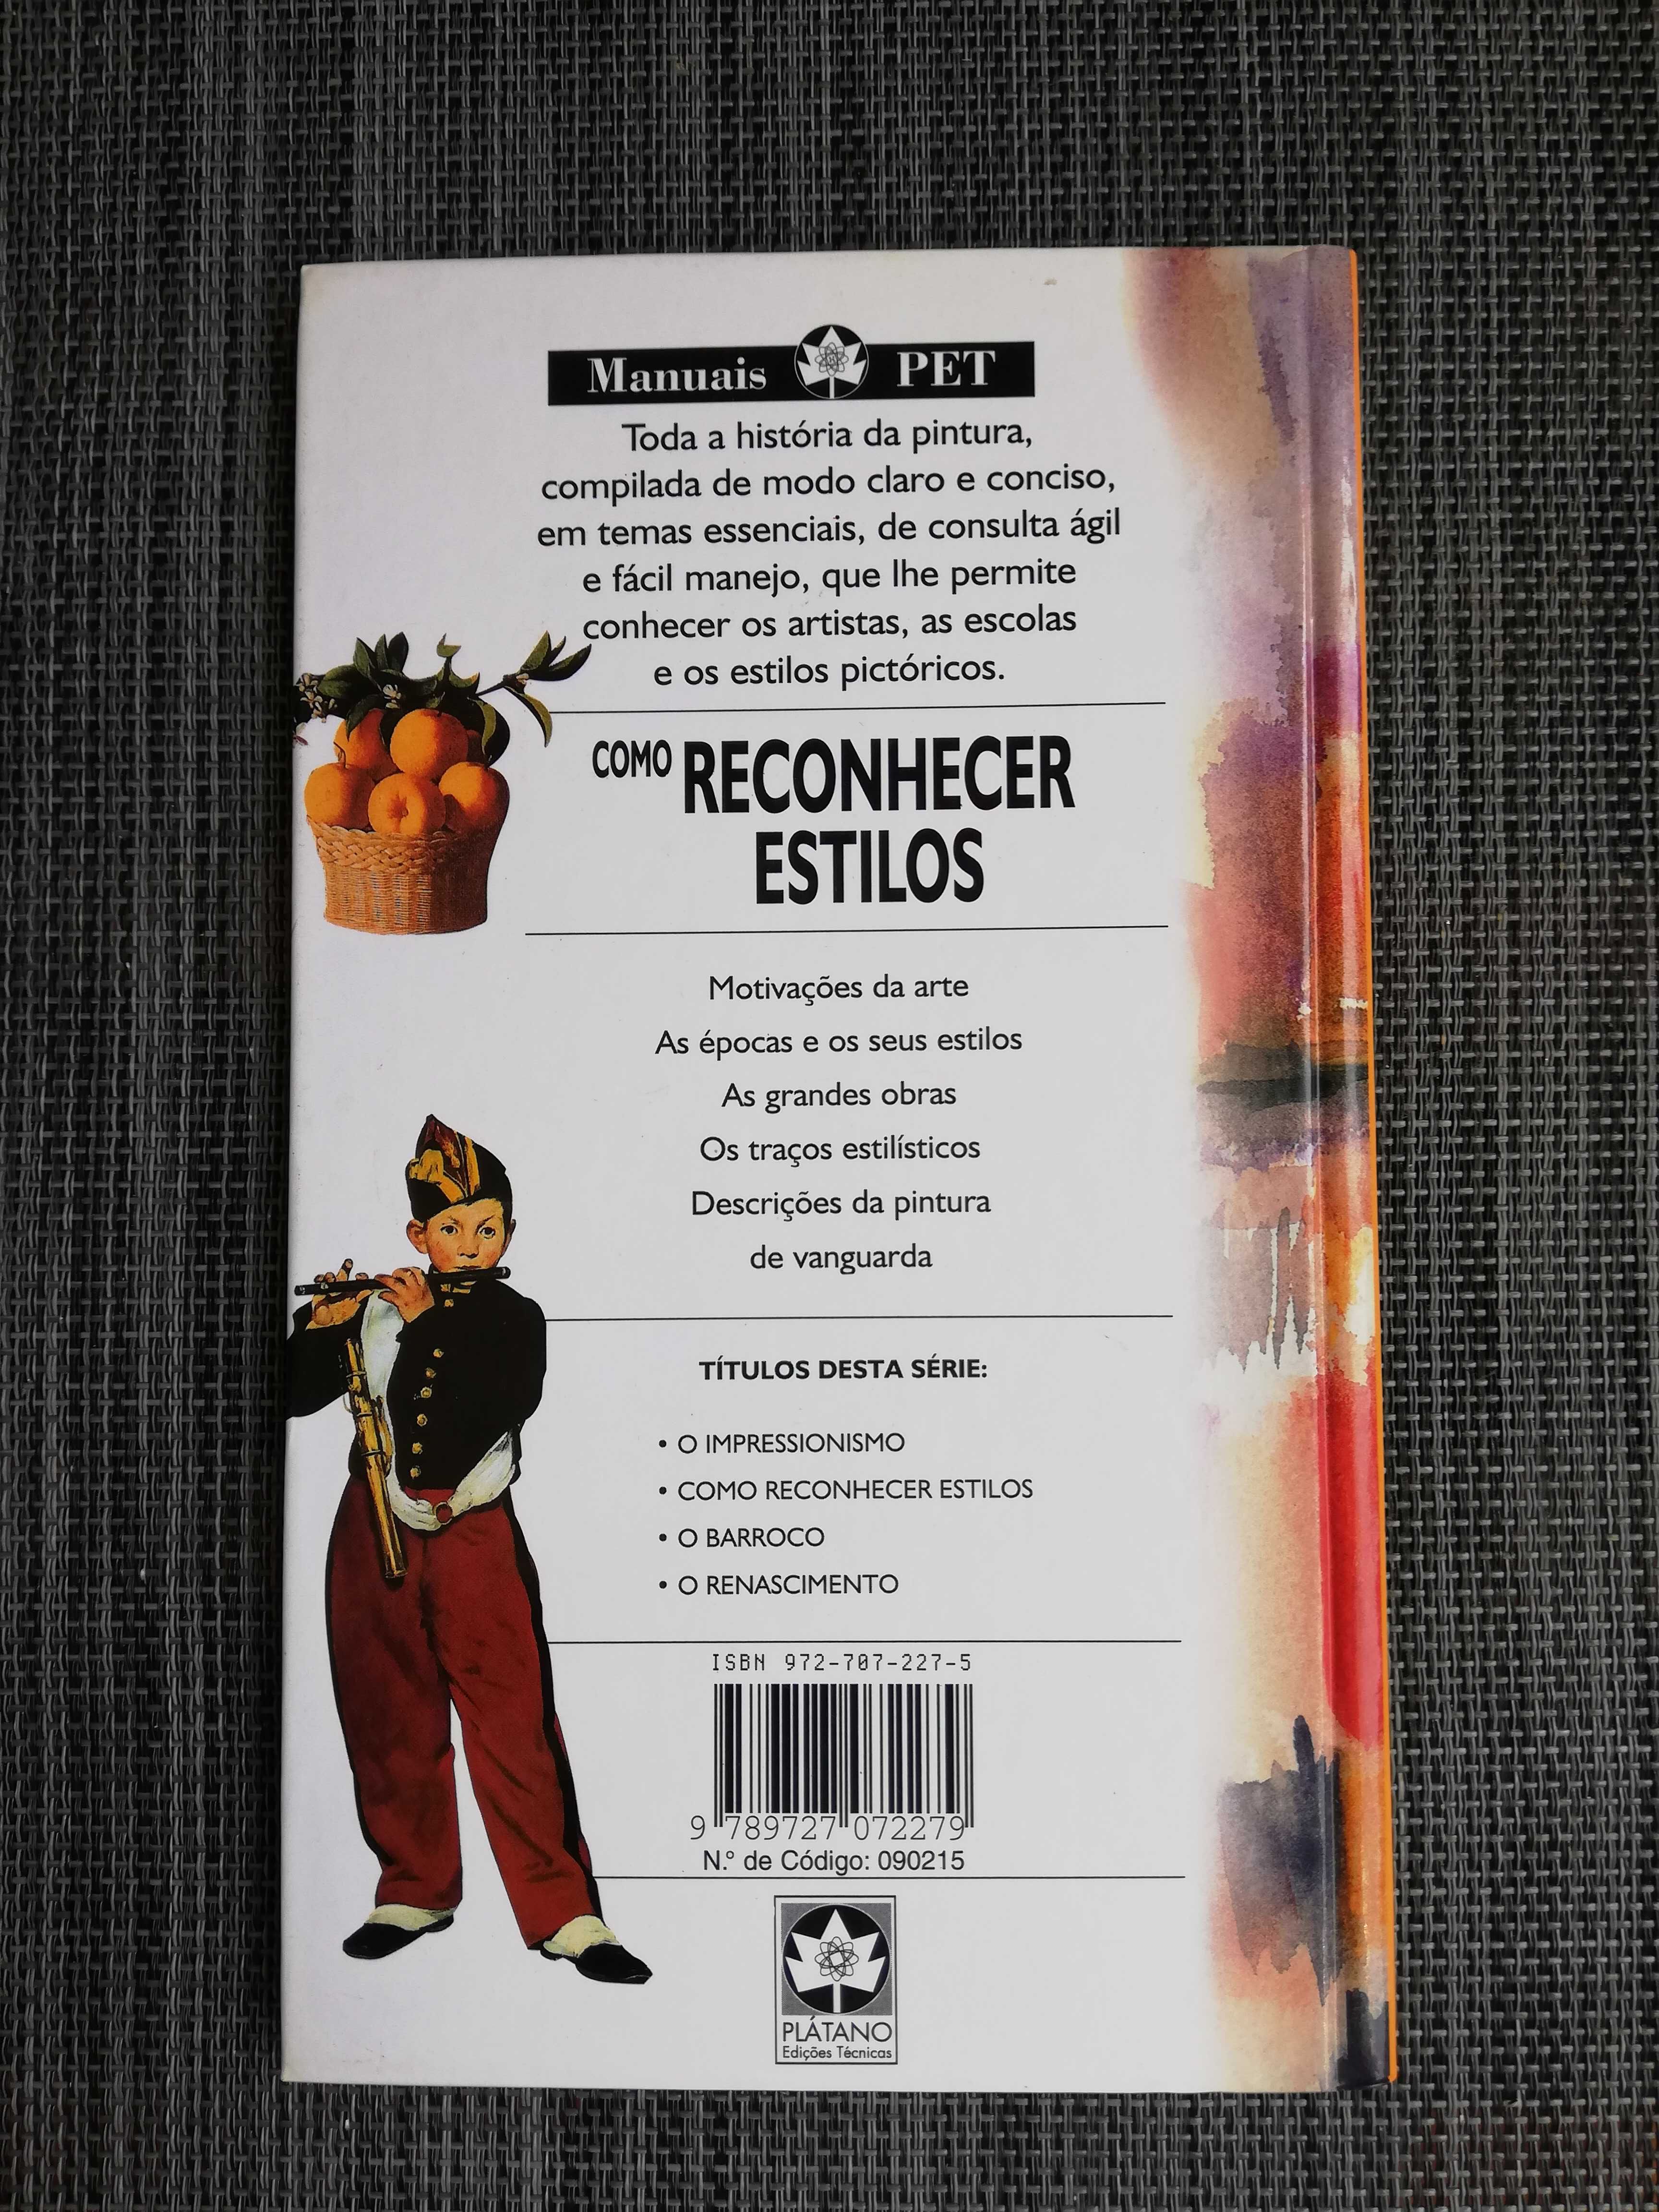 Manuais PET
Toda a história da pintura,
compilada de modo claro e conciso,
em temas essenciais, de consulta ágil
e fácil manejo, que lhe permite
conhecer os artistas, as escolas
e os estilos pictóricos.
COMO RECONHECER
ESTILOS
Motivações da arte
As épocas e os seus estilos
As grandes obras
Os traços estilísticos
Descrições da pintura
de vanguarda
TÍTULOS DESTA SÉRIE:
• O IMPRESSIONISMO
• COMO RECONHECER ESTILOS
• O BARROCO
• O RENASCIMENTO
ISBN 972-707-227-5
9 789727 072279
N.º de Código: 090215
PLÁTANO
Edições Técnicas